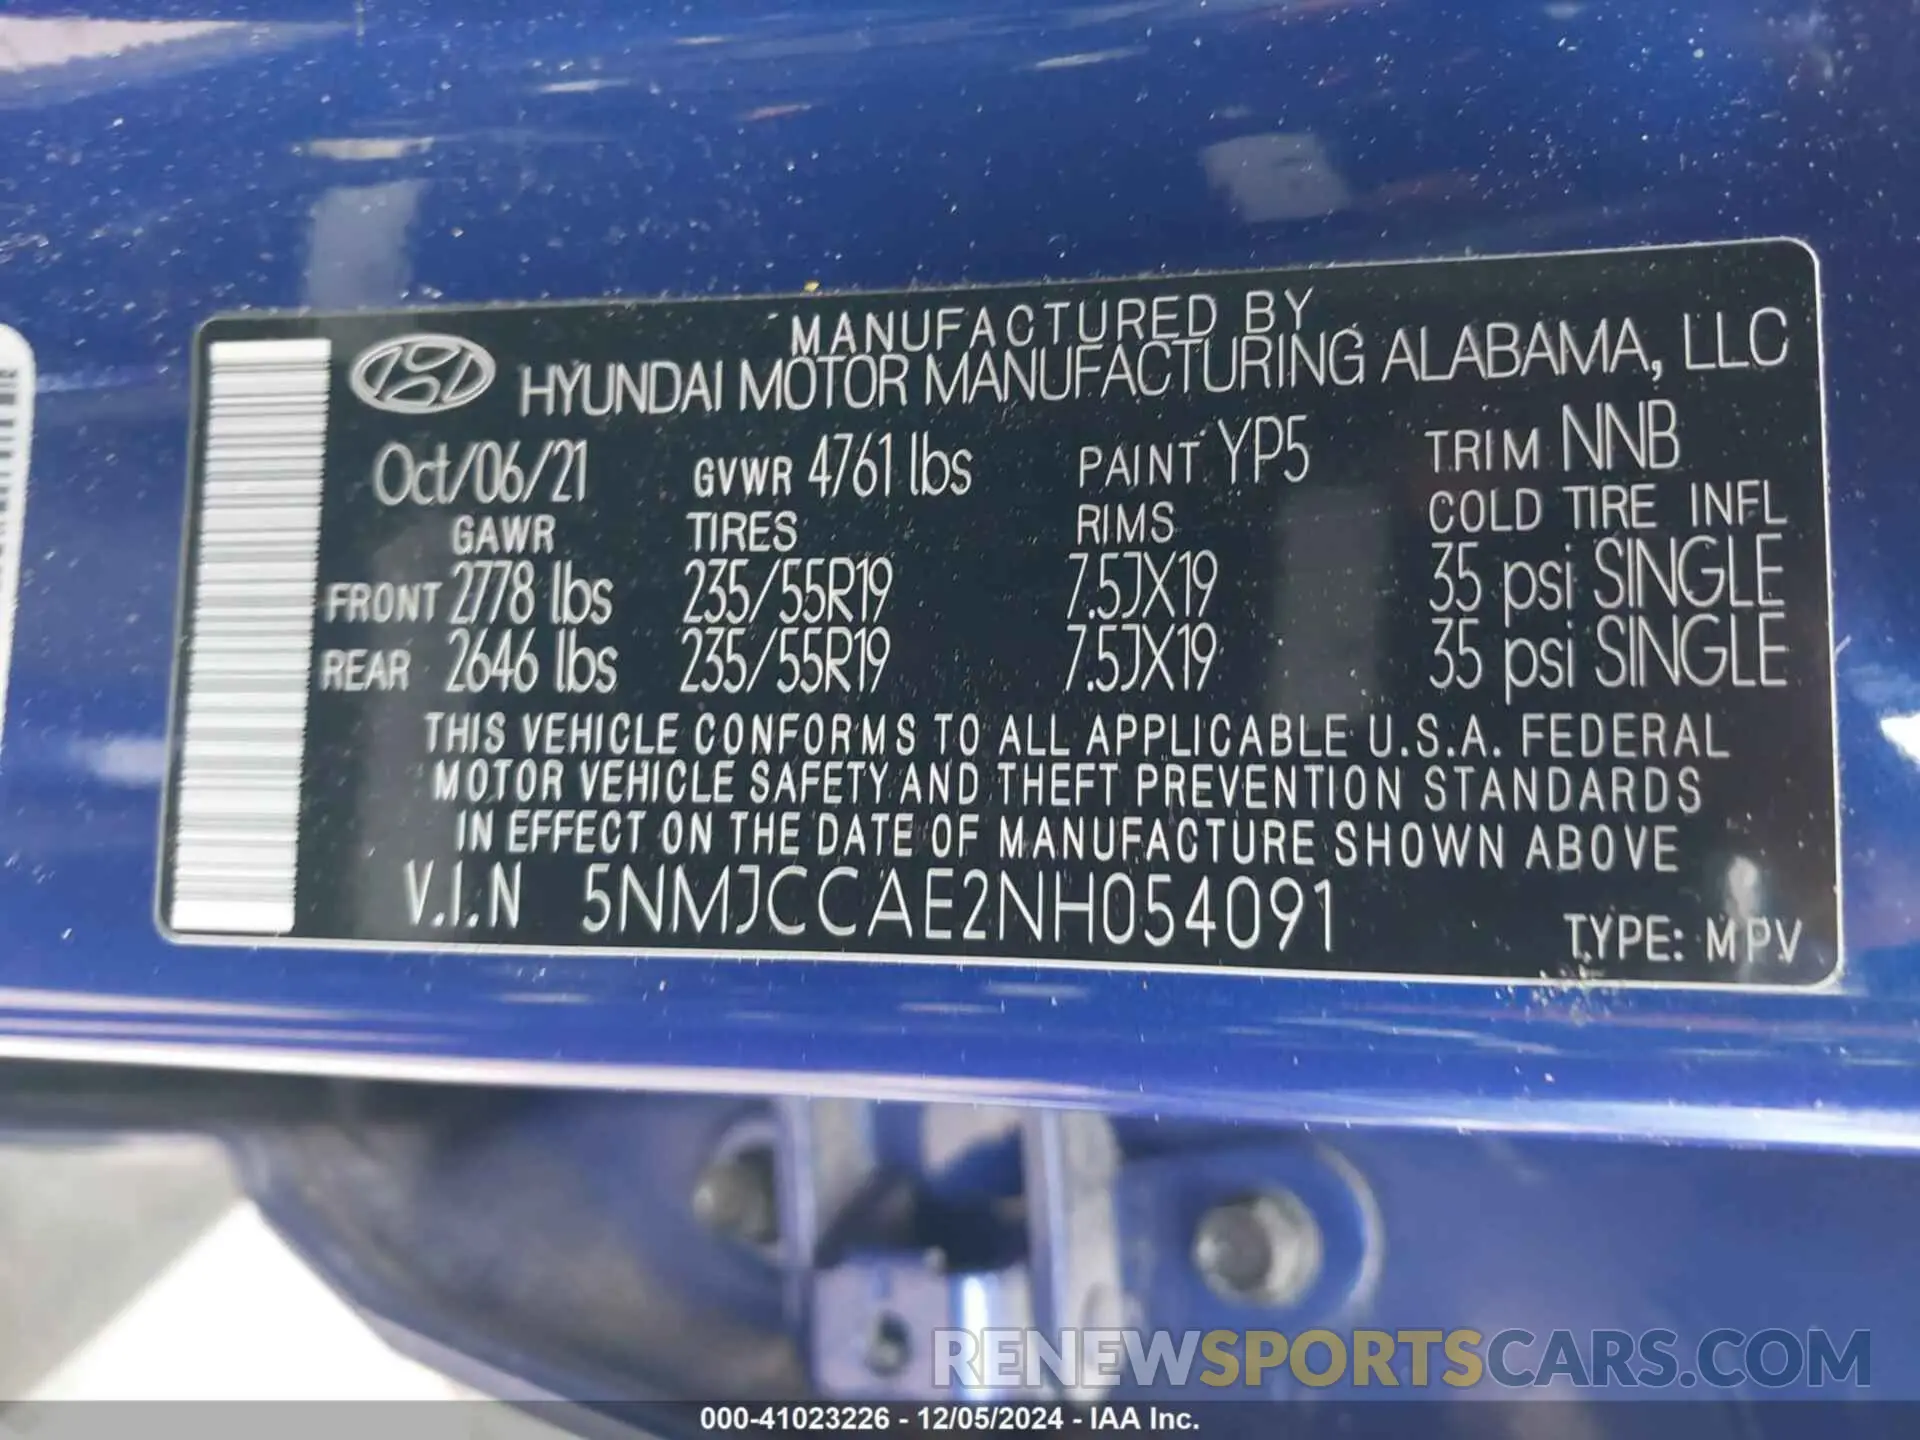 MANUFACTURED BY
HYUNDAI MOTOR MANUFACTURING ALABAMA, LLC
Oct/06/21 GVWR 4761 lbs PAINT YP5 TRIM NNB
GAWR TIRES RIMS COLD TIRE INFL
FRONT 2778 lbs 235/55R19 7.5JX19 35 psi SINGLE
REAR 2646 lbs 235/55R19 7.5JX19 35 psi SINGLE
THIS VEHICLE CONFORMS TO ALL APPLICABLE U.S.A. FEDERAL
MOTOR VEHICLE SAFETY AND THEFT PREVENTION STANDARDS
IN EFFECT ON THE DATE OF MANUFACTURE SHOWN ABOVE
V.I.N 5NMJCCAE2NH054091 TYPE: MPV
RENEWSPORTSCARS.COM
000-41023226 - 12/05/2024 - IAA Inc.